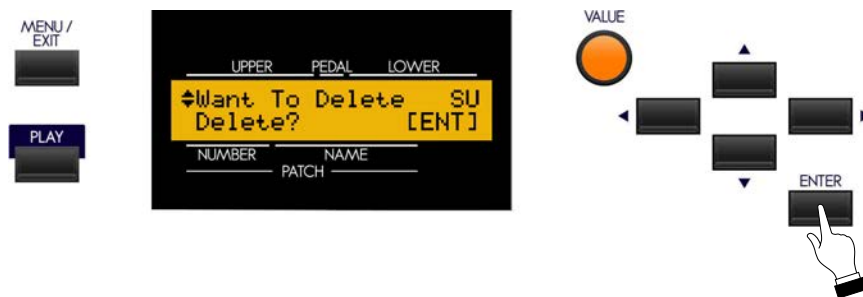 MENU /
EXIT
PLAY
UPPER PEDAL LOWER
Want To Delete SU
Delete? [ENT]
NUMBER NAME
PATCH
VALUE
ENTER